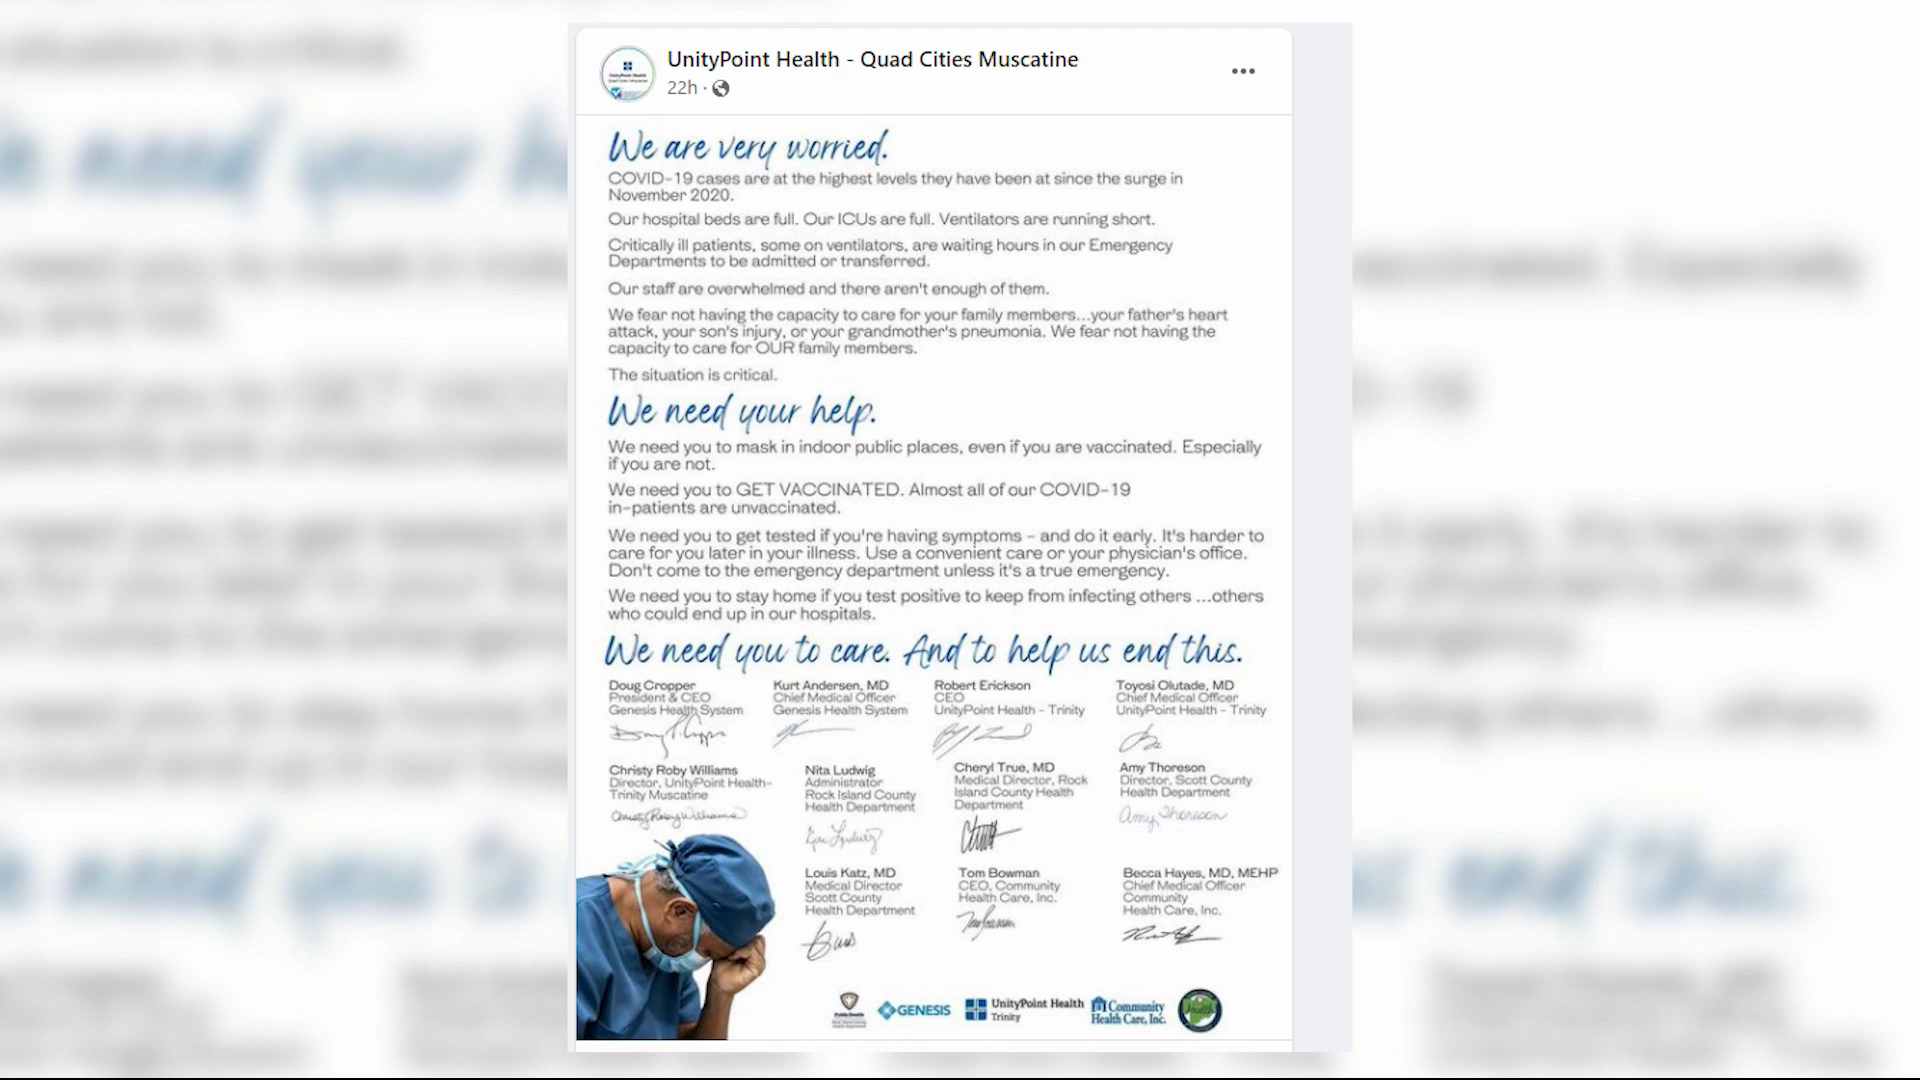 UnityPoint Health - Quad Cities Muscatine
22h ·
We are very worried.
COVID-19 cases are at the highest levels they have been at since the surge in
November 2020.
Our hospital beds are full. Our ICUs are full. Ventilators are running short.
Critically ill patients, some on ventilators, are waiting hours in our Emergency
Departments to be admitted or transferred.
Our staff are overwhelmed and there aren't enough of them.
We fear not having the capacity to care for your family members...your father's heart
attack, your son's injury, or your grandmother's pneumonia. We fear not having the
capacity to care for OUR family members.
The situation is critical.
We need your help.
We need you to mask in indoor public places, even if you are vaccinated. Especially
if you are not.
We need you to GET VACCINATED. Almost all of our COVID-19
in-patients are unvaccinated.
We need you to get tested if you're having symptoms - and do it early. It's harder to
care for you later in your illness. Use a convenient care or your physician's office.
Don't come to the emergency department unless it's a true emergency.
We need you to stay home if you test positive to keep from infecting others ...others
who could end up in our hospitals.
We need you to care. And to help us end this.
Doug Cropper
President & CEO
Genesis Health System
Kurt Andersen, MD
Chief Medical Officer
Genesis Health System
Robert Erickson
CEO
UnityPoint Health - Trinity
Toyosi Olutade, MD
Chief Medical Officer
UnityPoint Health - Trinity
Christy Roby Williams
Director, UnityPoint Health-
Trinity Muscatine
Christy Roby Williams
Nita Ludwig
Administrator
Rock Island County
Health Department
Cheryl True, MD
Medical Director, Rock
Island County Health
Department
Amy Thoreson
Director, Scott County
Health Department
Amy Thoreson
Louis Katz, MD
Medical Director
Scott County
Health Department
Tom Bowman
CEO, Community
Health Care, Inc.
Becca Hayes, MD, MEHP
Chief Medical Officer
Community
Health Care, Inc.
Public Health
GENESIS
UnityPoint Health
Trinity
Community
Health Care, Inc.
Health